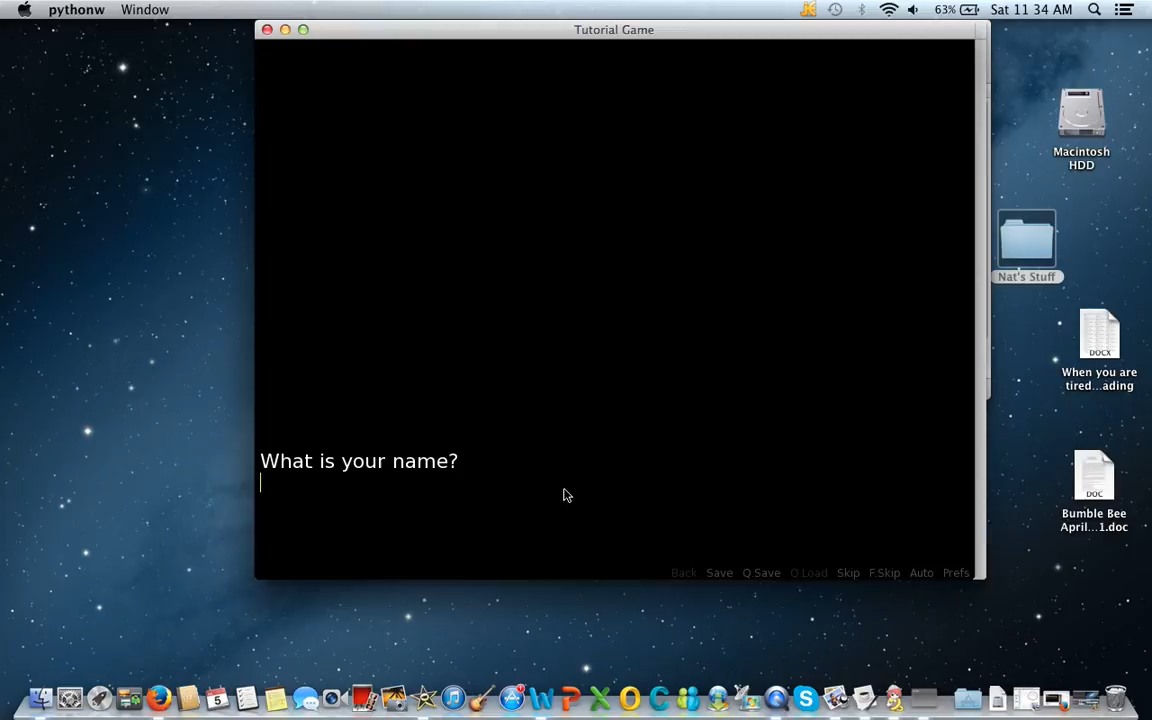 pythonw Window
63% Sat 11 34 AM
Tutorial Game
Macintosh
HDD
Nat's Stuff
DOCX
When you are
tired...ading
What is your name?
DOC
Bumble Bee
April...1.doc
Back Save Q.Save Q.Load Skip F.Skip Auto Prefs
5